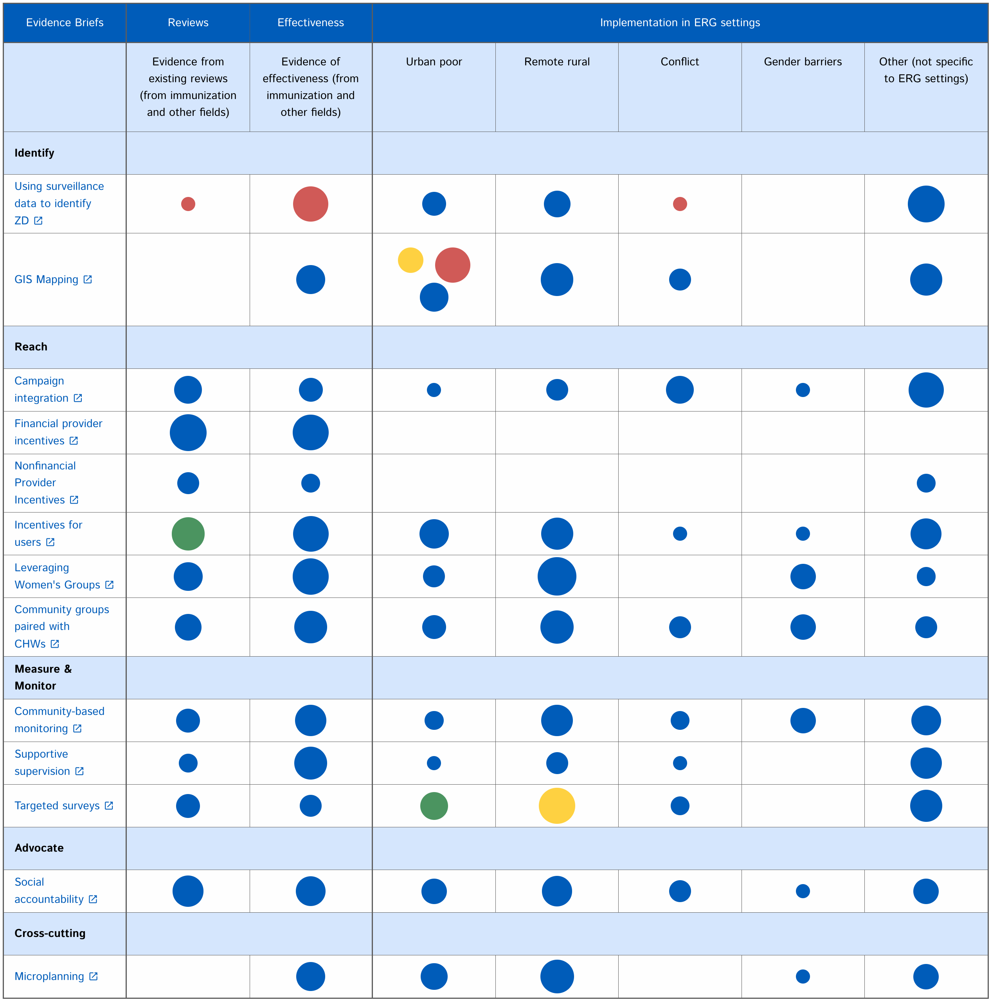 Evidence Briefs
Reviews
Effectiveness
Implementation in ERG settings
Evidence from
existing reviews
(from immunization
and other fields)
Evidence of
effectiveness (from
immunization and
other fields)
Urban poor
Remote rural
Conflict
Gender barriers
Other (not specific
to ERG settings)
Identify
Using surveillance
data to identify
ZD
GIS Mapping
Reach
Campaign
integration
Financial provider
incentives
Nonfinancial
Provider
Incentives
Incentives for
users
Leveraging
Women's Groups
Community groups
paired with
CHWs
Measure &
Monitor
Community-based
monitoring
Supportive
supervision
Targeted surveys
Advocate
Social
accountability
Cross-cutting
Microplanning